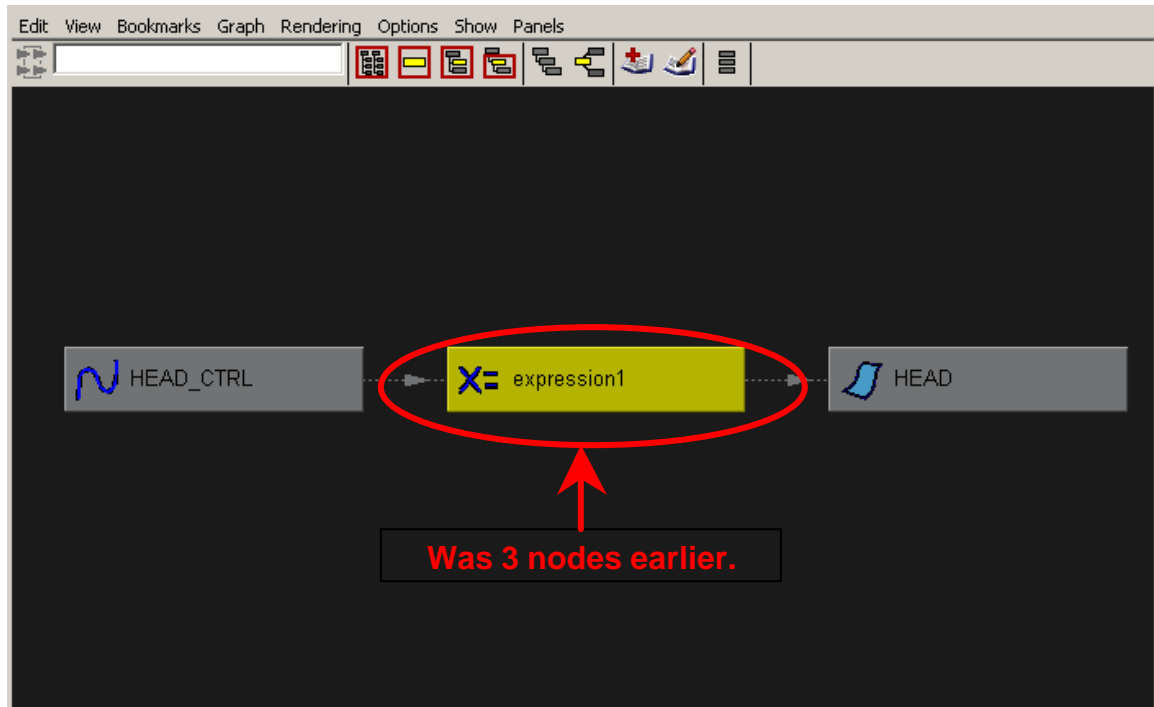 Edit View Bookmarks Graph Rendering Options Show Panels
HEAD_CTRL
X= expression1
HEAD
Was 3 nodes earlier.